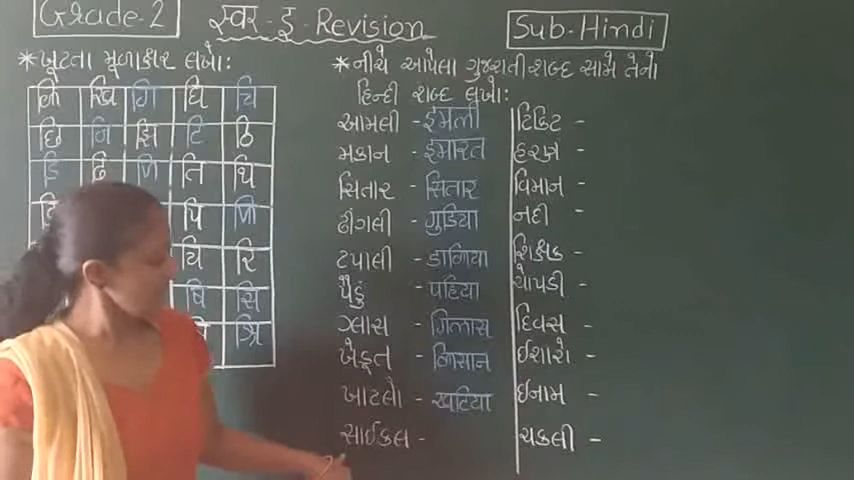 Grade-2
स्वर-इ-Revision
Sub-Hindi
*ખૂટતા મૂળાક્ષર લખો:
कि खि गि घि चि
छि जि झि टि ठि
डि ढि णि ति थि
पि
यि रि
षि सि
त्रि श्रि
*નીચે આપેલા ગુજરાતી શબ્દ સામે તેનો
હિન્દી શબ્દ લખો:
આમલી - इमली
મકાન - इमारत
સિતાર - सितार
ઢીંગલી - गुडिया
ટપાલી - डाकिया
પૈડું - पहिया
ગ્લાસ - गिलास
ખેડૂત - किसान
ખાટલો - खटिया
સાઈકલ -
ટિકિટ -
હરણ -
વિમાન -
નદી -
શિક્ષક -
ચોપડી -
દિવસ -
ઈશારો -
ઈનામ -
ચકલી -